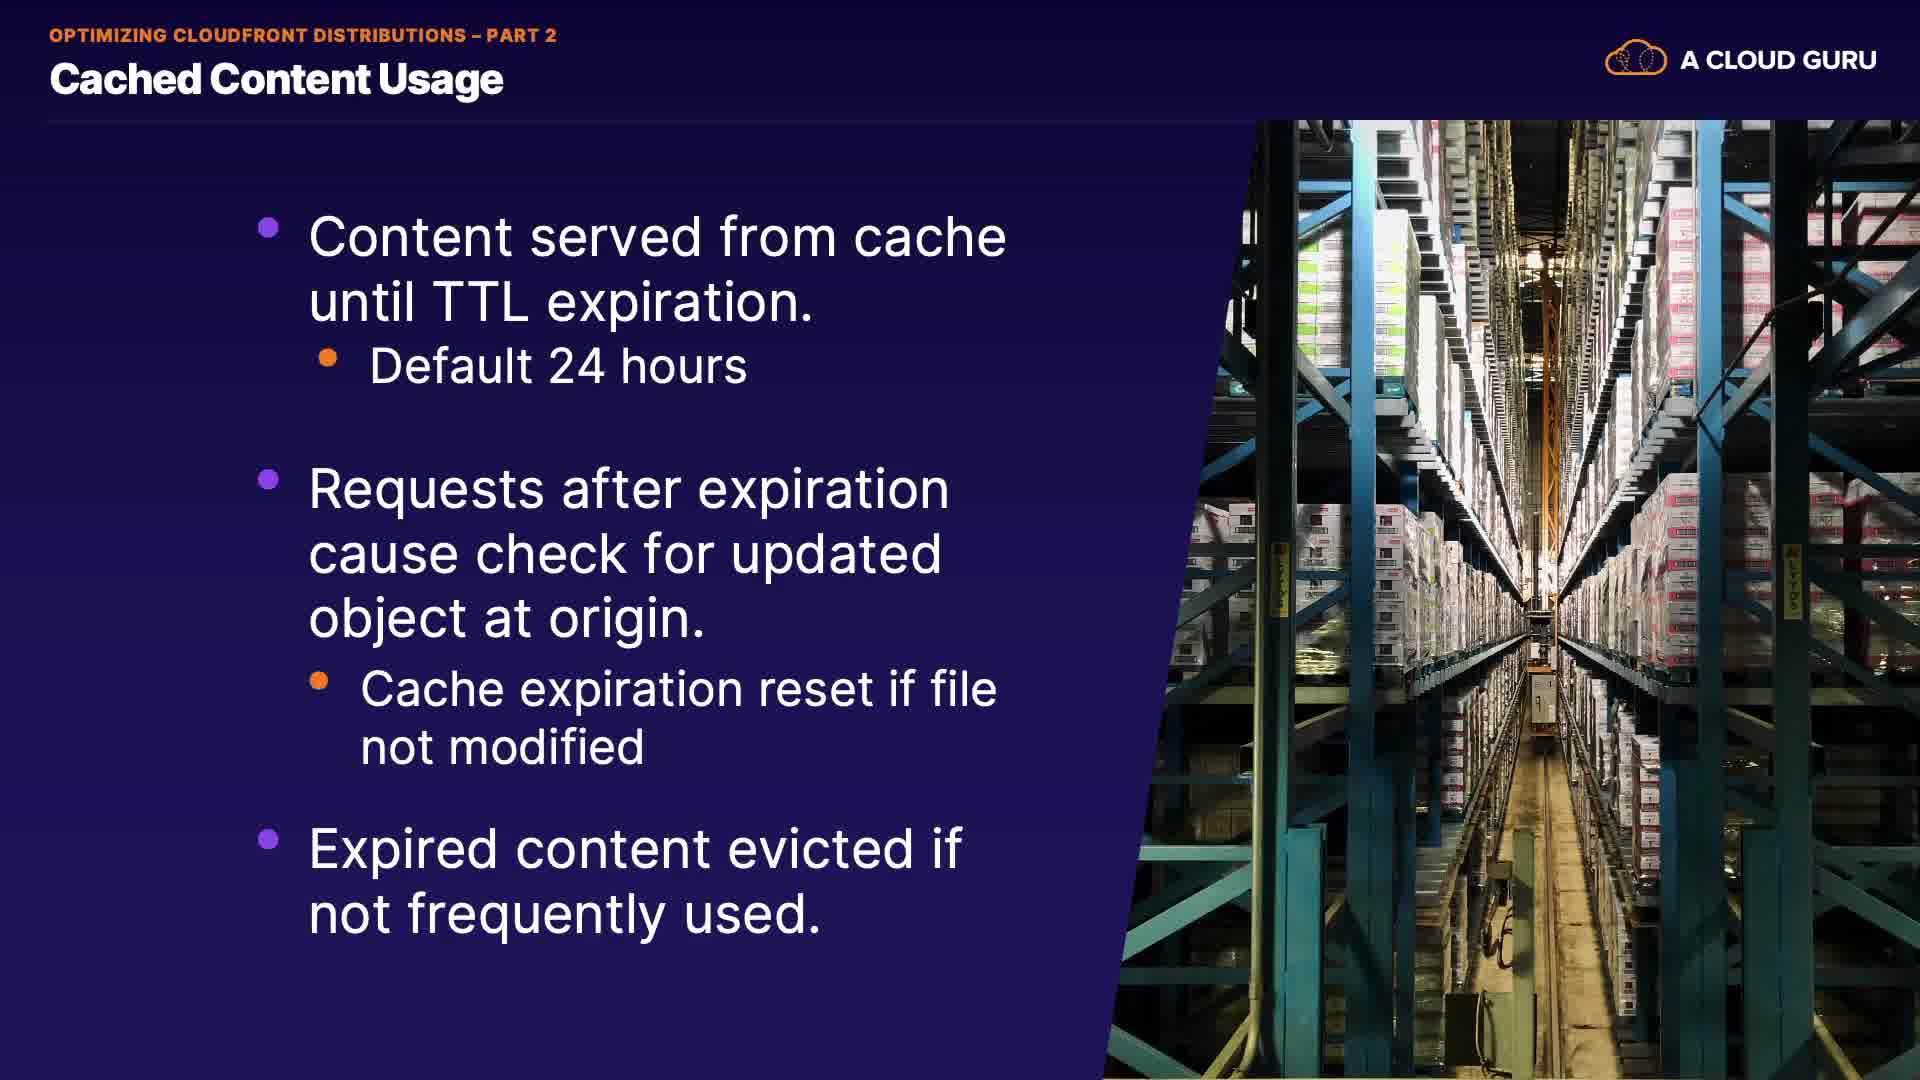 OPTIMIZING CLOUDFRONT DISTRIBUTIONS – PART 2
Cached Content Usage
A CLOUD GURU
Content served from cache
until TTL expiration.
Default 24 hours
Requests after expiration
cause check for updated
object at origin.
Cache expiration reset if file
not modified
Expired content evicted if
not frequently used.